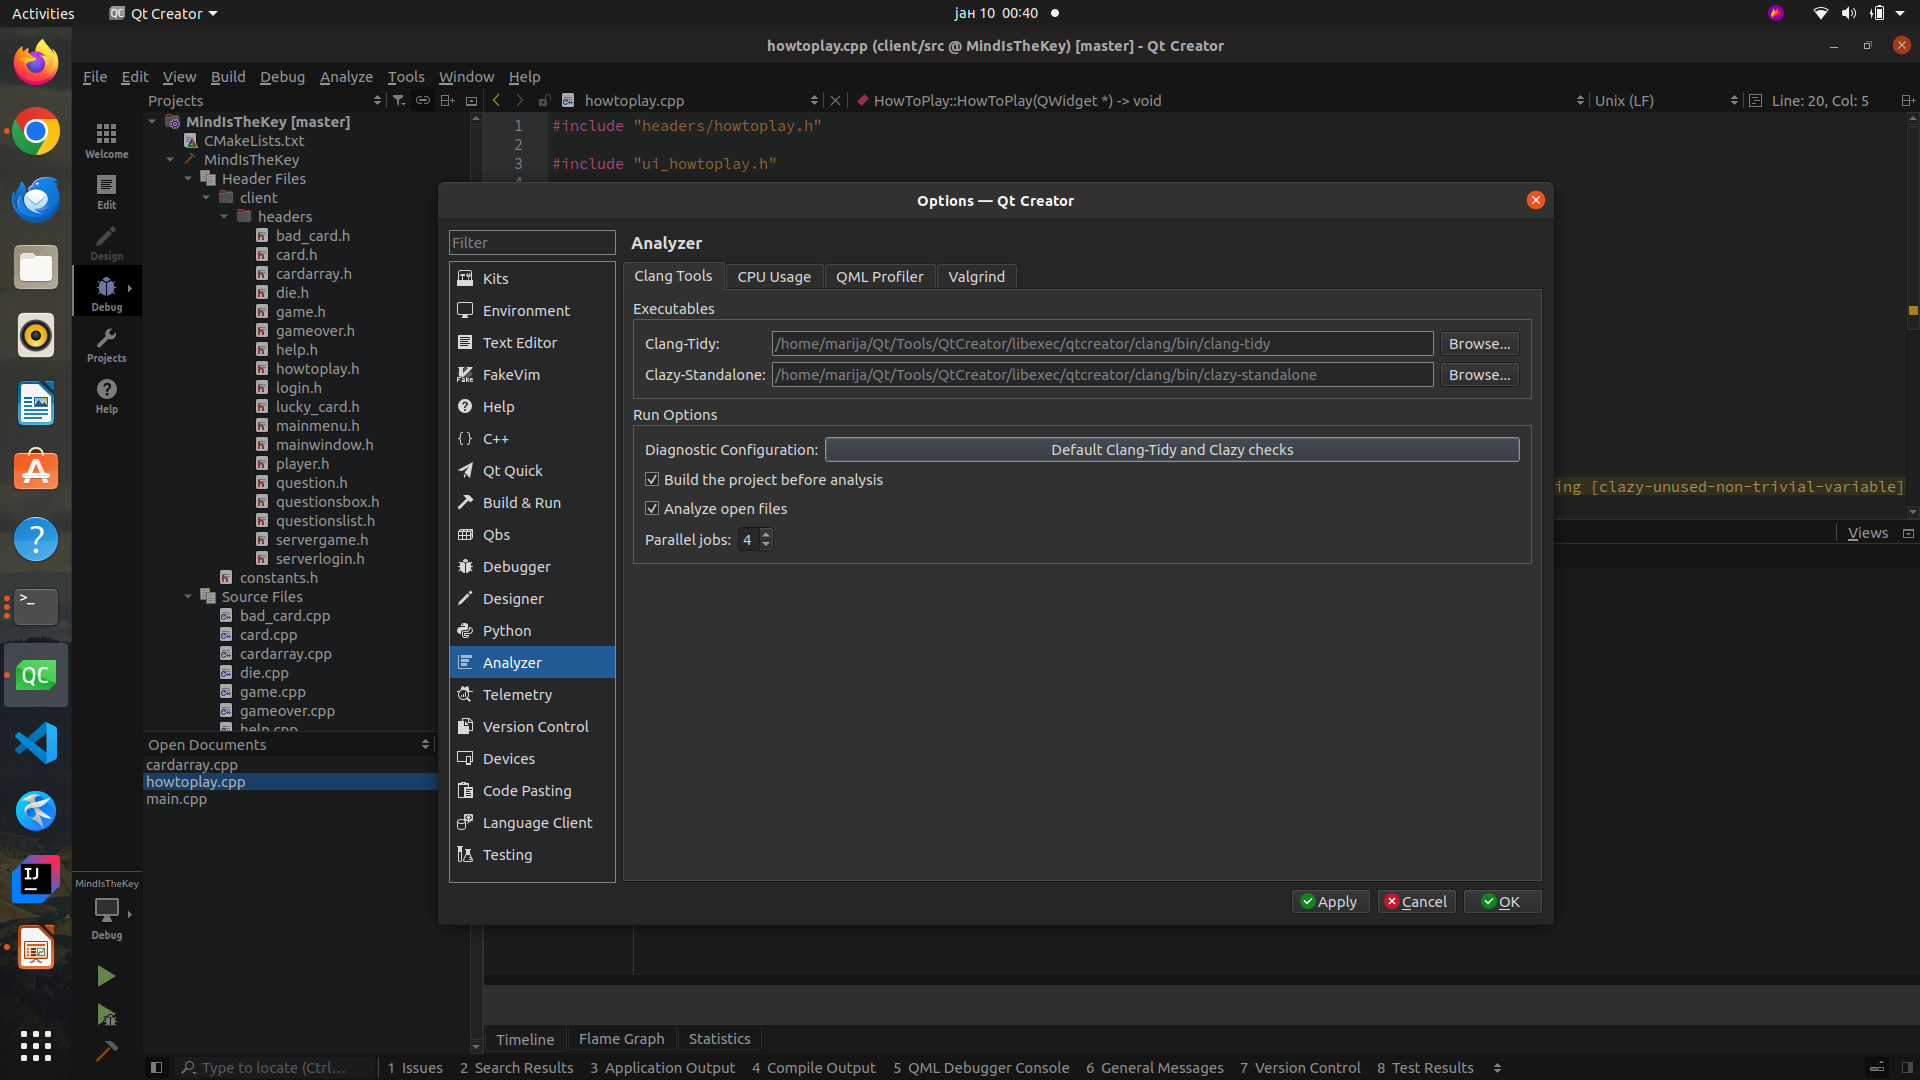 Activities
Qt Creator
јан 10 00:40
howtoplay.cpp (client/src @ MindIsTheKey) [master] - Qt Creator
File Edit View Build Debug Analyze Tools Window Help
Projects
howtoplay.cpp
HowToPlay::HowToPlay(QWidget *) -> void
Unix (LF)
Line: 20, Col: 5
Welcome
Edit
Design
Debug
Projects
Help
MindIsTheKey [master]
CMakeLists.txt
MindIsTheKey
Header Files
client
headers
bad_card.h
card.h
cardarray.h
die.h
game.h
gameover.h
help.h
howtoplay.h
login.h
lucky_card.h
mainmenu.h
mainwindow.h
player.h
question.h
questionsbox.h
questionslist.h
servergame.h
serverlogin.h
constants.h
Source Files
bad_card.cpp
card.cpp
cardarray.cpp
die.cpp
game.cpp
gameover.cpp
help.cpp
Open Documents
cardarray.cpp
howtoplay.cpp
main.cpp
MindIsTheKey
Debug
1 #include "headers/howtoplay.h"
2
3 #include "ui_howtoplay.h"
ing [clazy-unused-non-trivial-variable]
Views
Options — Qt Creator
Filter
Kits
Environment
Text Editor
FakeVim
Help
C++
Qt Quick
Build & Run
Qbs
Debugger
Designer
Python
Analyzer
Telemetry
Version Control
Devices
Code Pasting
Language Client
Testing
Analyzer
Clang Tools CPU Usage QML Profiler Valgrind
Executables
Clang-Tidy: /home/marija/Qt/Tools/QtCreator/libexec/qtcreator/clang/bin/clang-tidy Browse...
Clazy-Standalone: /home/marija/Qt/Tools/QtCreator/libexec/qtcreator/clang/bin/clazy-standalone Browse...
Run Options
Diagnostic Configuration: Default Clang-Tidy and Clazy checks
Build the project before analysis
Analyze open files
Parallel jobs: 4
Apply Cancel OK
Timeline Flame Graph Statistics
Type to locate (Ctrl...
1 Issues 2 Search Results 3 Application Output 4 Compile Output 5 QML Debugger Console 6 General Messages 7 Version Control 8 Test Results